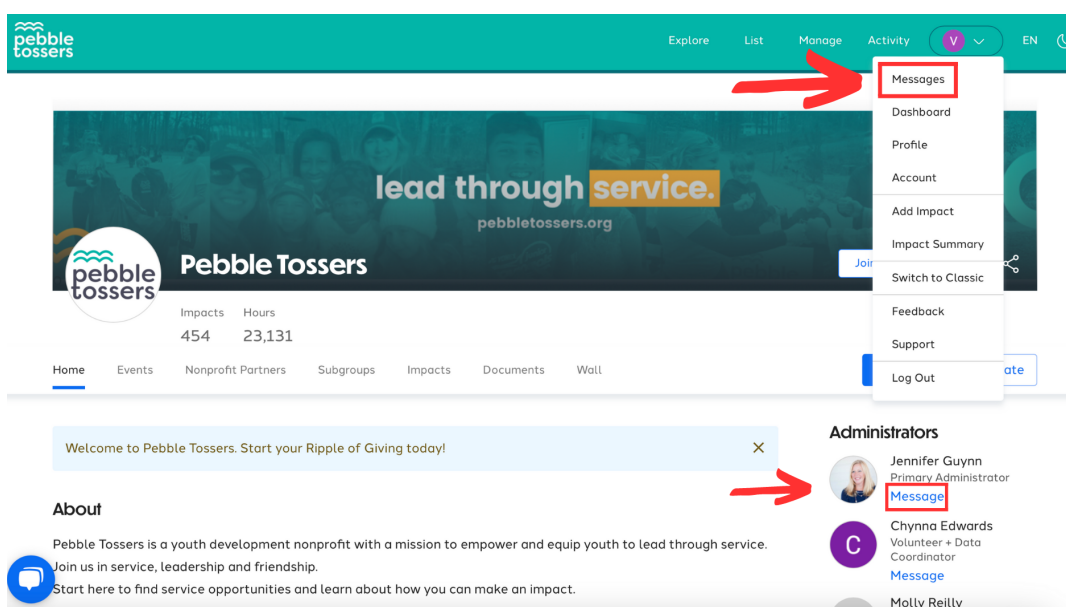 pebble
tossers
Explore List Manage Activity V EN
Messages
Dashboard
Profile
Account
Add Impact
Impact Summary
Switch to Classic
Feedback
Support
Log Out
lead through service.
pebbletossers.org
pebble
tossers
Pebble Tossers
Impacts Hours
454 23,131
Home Events Nonprofit Partners Subgroups Impacts Documents Wall
Welcome to Pebble Tossers. Start your Ripple of Giving today!
About
Pebble Tossers is a youth development nonprofit with a mission to empower and equip youth to lead through service.
Join us in service, leadership and friendship.
Start here to find service opportunities and learn about how you can make an impact.
Administrators
Jennifer Guynn
Primary Administrator
Message
C
Chynna Edwards
Volunteer + Data
Coordinator
Message
Molly Reilly